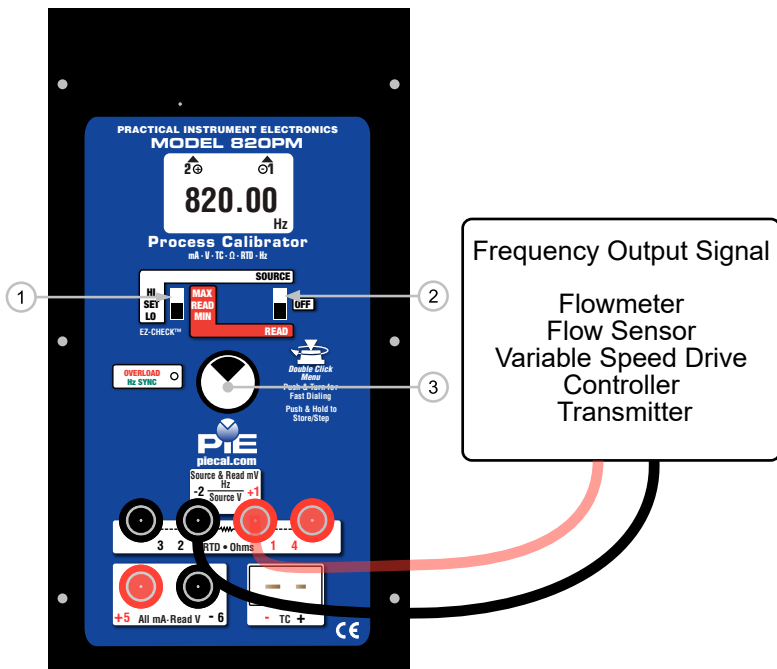 PRACTICAL INSTRUMENT ELECTRONICS
MODEL 820PM
2 1
820.00
Hz
Process Calibrator
mA • V • TC • Ω • RTD • Hz
SOURCE
HI
SET
LO
MAX
READ
MIN
OFF
EZ-CHECK™
READ
1
2
OVERLOAD
Hz SYNC
Double Click
Menu
Push & Turn for
Fast Dialing
Push & Hold to
Store/Step
3
PIE
piecal.com
Source & Read mV
Hz
-2 +1
Source V
3 2 RTD • Ohms 1 4
+5 All mA-Read V - 6
- TC +
CE
Frequency Output Signal
Flowmeter
Flow Sensor
Variable Speed Drive
Controller
Transmitter